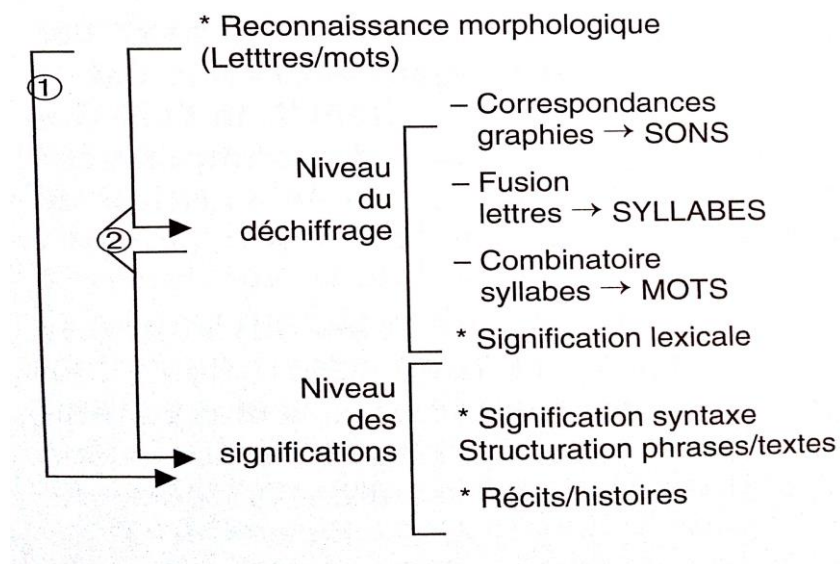 * Reconnaissance morphologique
(Letttres/mots)
①
– Correspondances
graphies → SONS
Niveau
du
déchiffrage
– Fusion
lettres → SYLLABES
②
– Combinatoire
syllabes → MOTS
* Signification lexicale
Niveau
des
significations
* Signification syntaxe
Structuration phrases/textes
* Récits/histoires